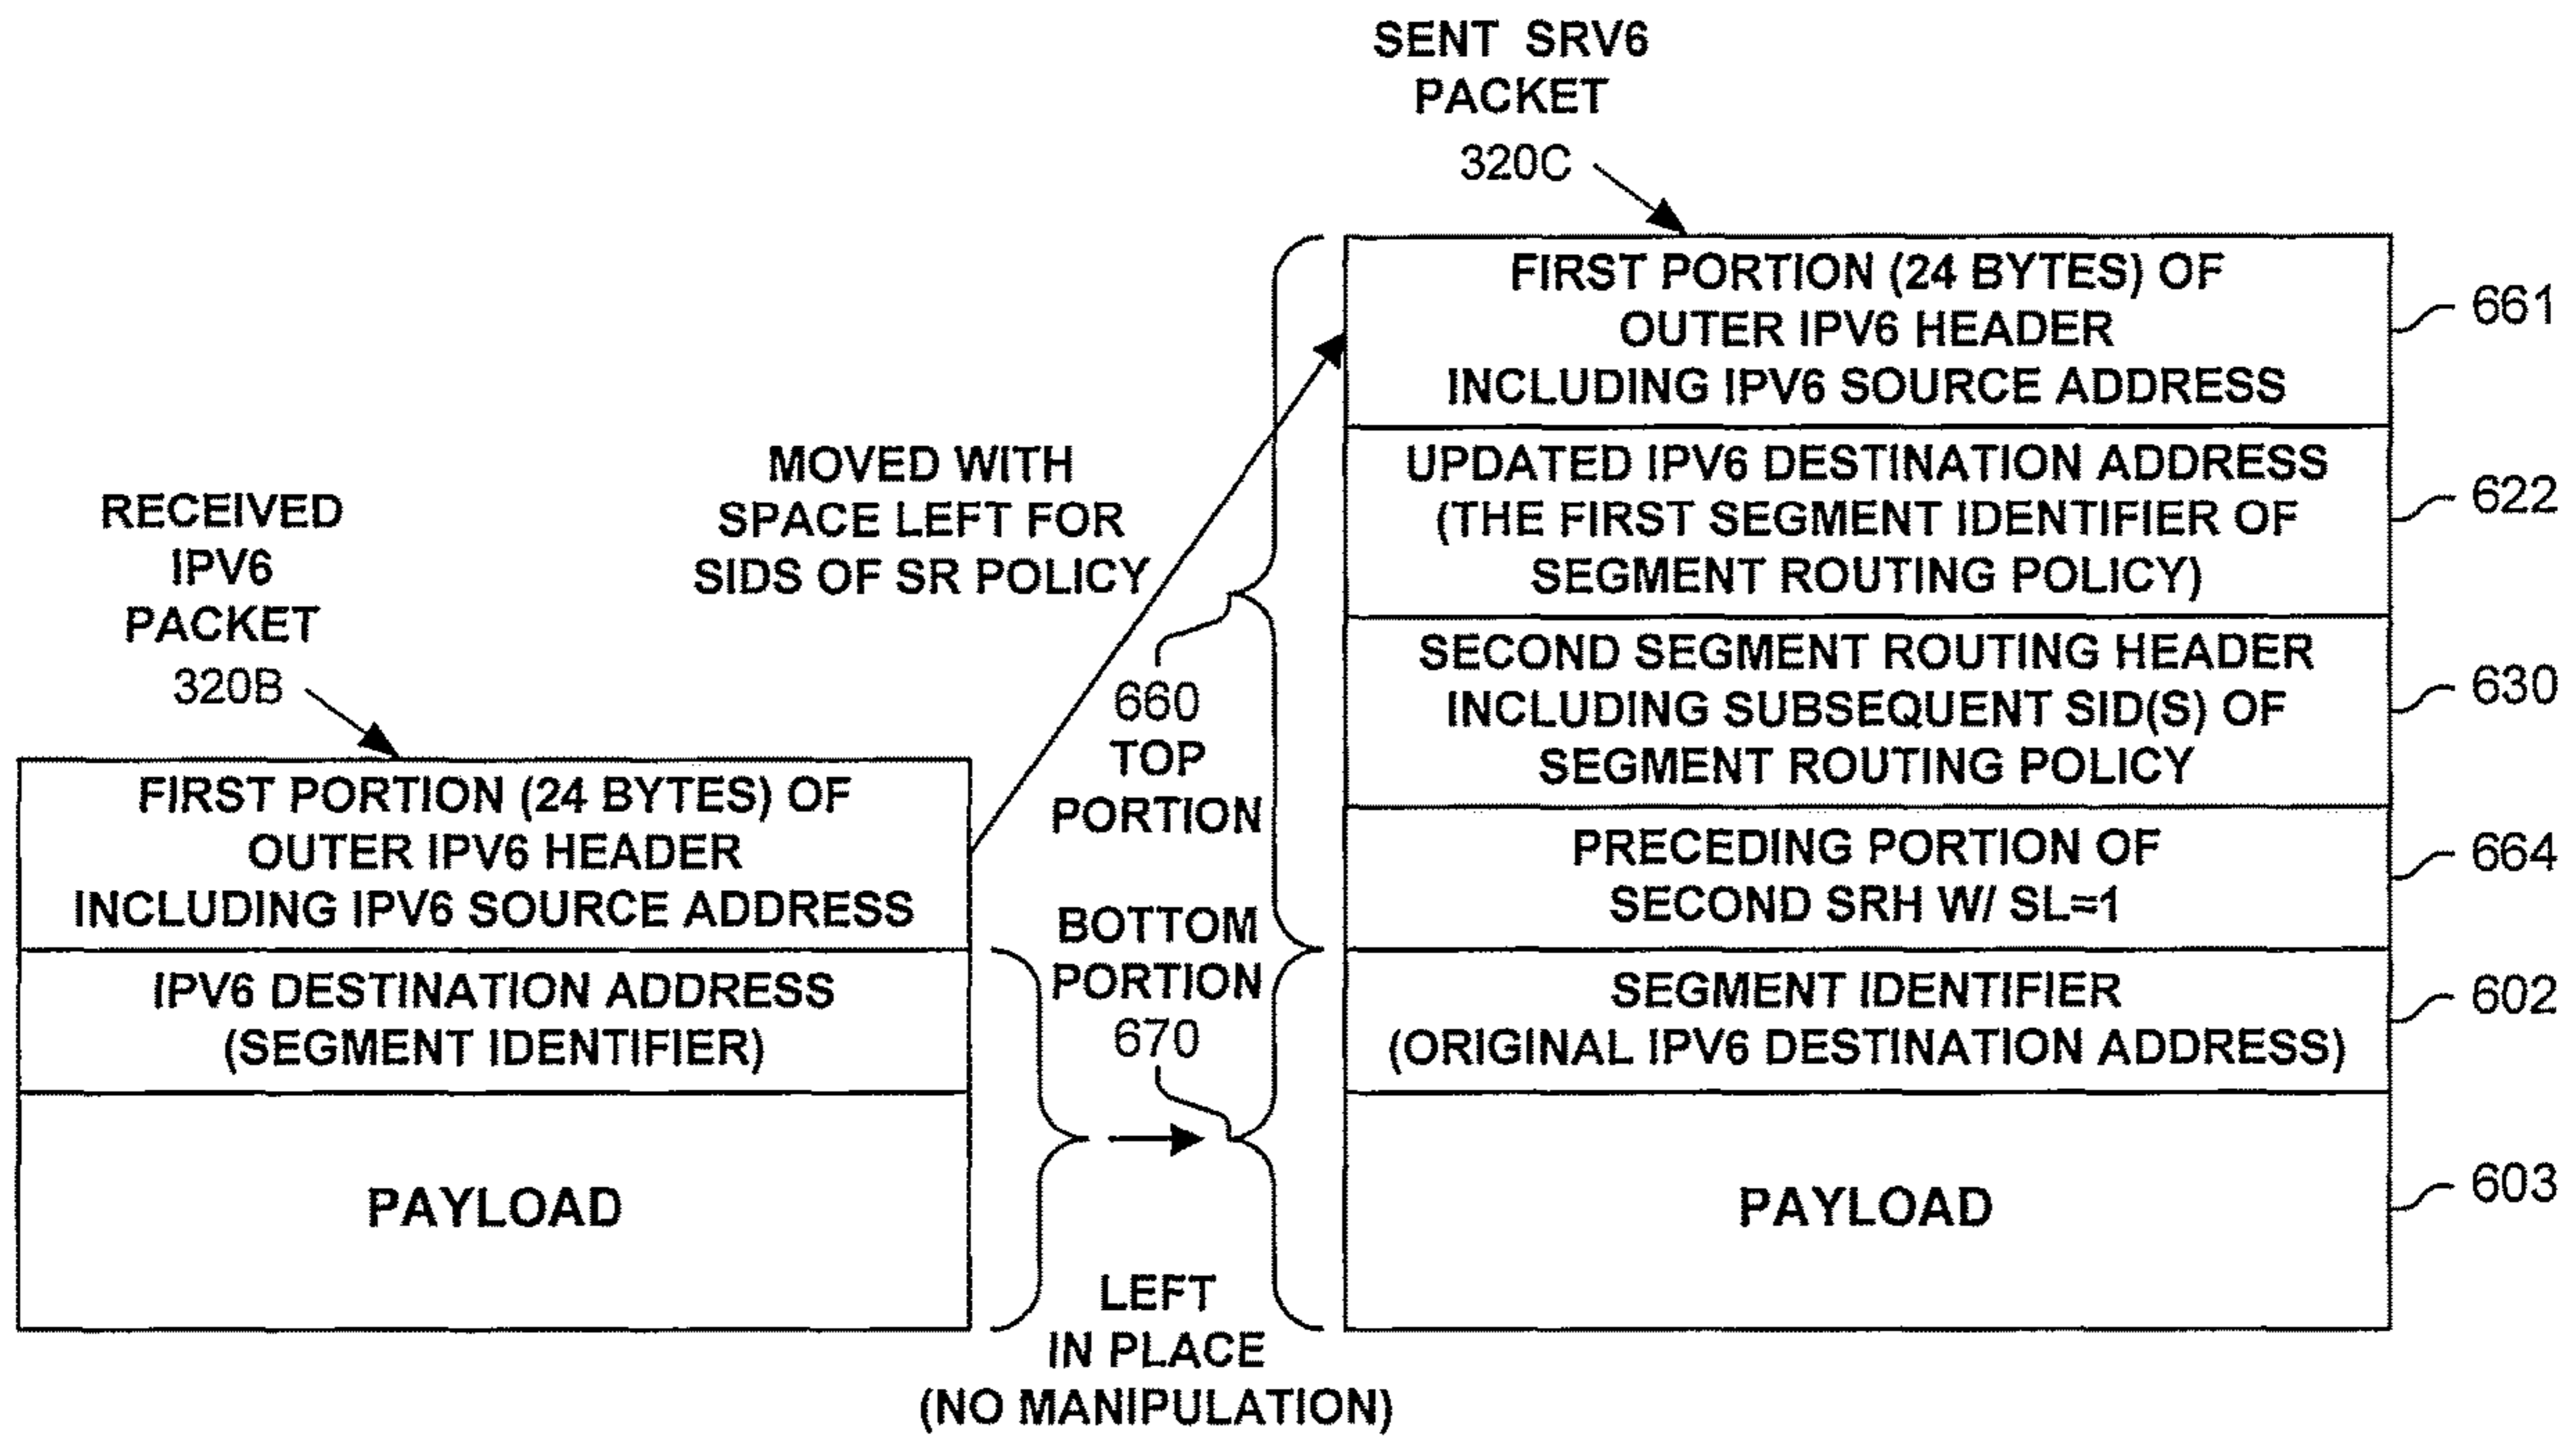 SENT SRV6
PACKET
320C
RECEIVED
IPV6
PACKET
320B
FIRST PORTION (24 BYTES) OF
OUTER IPV6 HEADER
INCLUDING IPV6 SOURCE ADDRESS
IPV6 DESTINATION ADDRESS
(SEGMENT IDENTIFIER)
PAYLOAD
MOVED WITH
SPACE LEFT FOR
SIDS OF SR POLICY
660
TOP
PORTION
BOTTOM
PORTION
670
LEFT
IN PLACE
(NO MANIPULATION)
FIRST PORTION (24 BYTES) OF
OUTER IPV6 HEADER
INCLUDING IPV6 SOURCE ADDRESS
661
UPDATED IPV6 DESTINATION ADDRESS
(THE FIRST SEGMENT IDENTIFIER OF
SEGMENT ROUTING POLICY)
622
SECOND SEGMENT ROUTING HEADER
INCLUDING SUBSEQUENT SID(S) OF
SEGMENT ROUTING POLICY
630
PRECEDING PORTION OF
SECOND SRH W/ SL=1
664
SEGMENT IDENTIFIER
(ORIGINAL IPV6 DESTINATION ADDRESS)
602
PAYLOAD
603